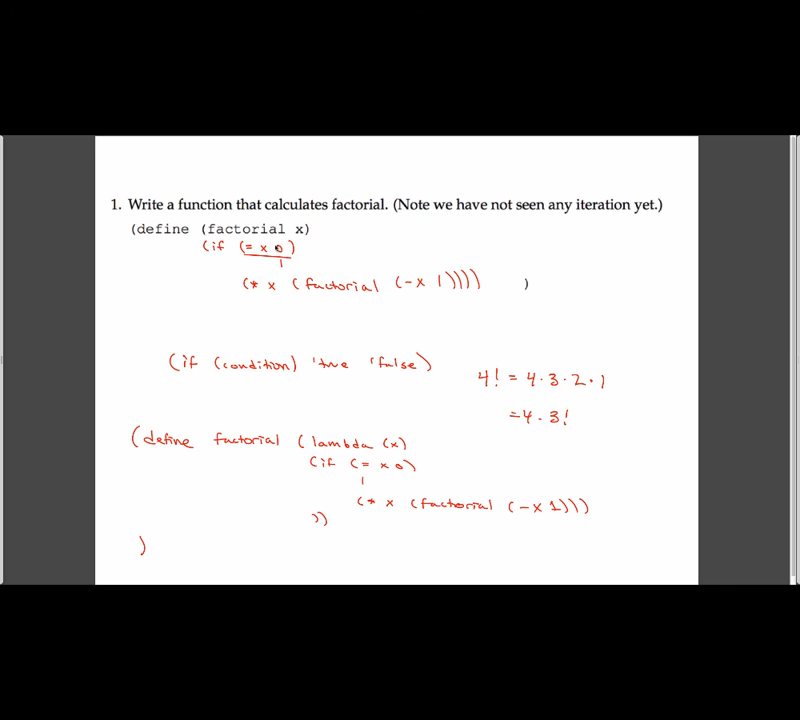 1. Write a function that calculates factorial. (Note we have not seen any iteration yet.)
(define (factorial x)
(if (= x 0)
1
(* x (factorial (- x 1)))) )
(if (condition) 'true 'false)
4! = 4 · 3 · 2 · 1
= 4 · 3!
(define factorial (lambda (x)
(if (= x 0)
1
(* x (factorial (- x 1)))
))
)